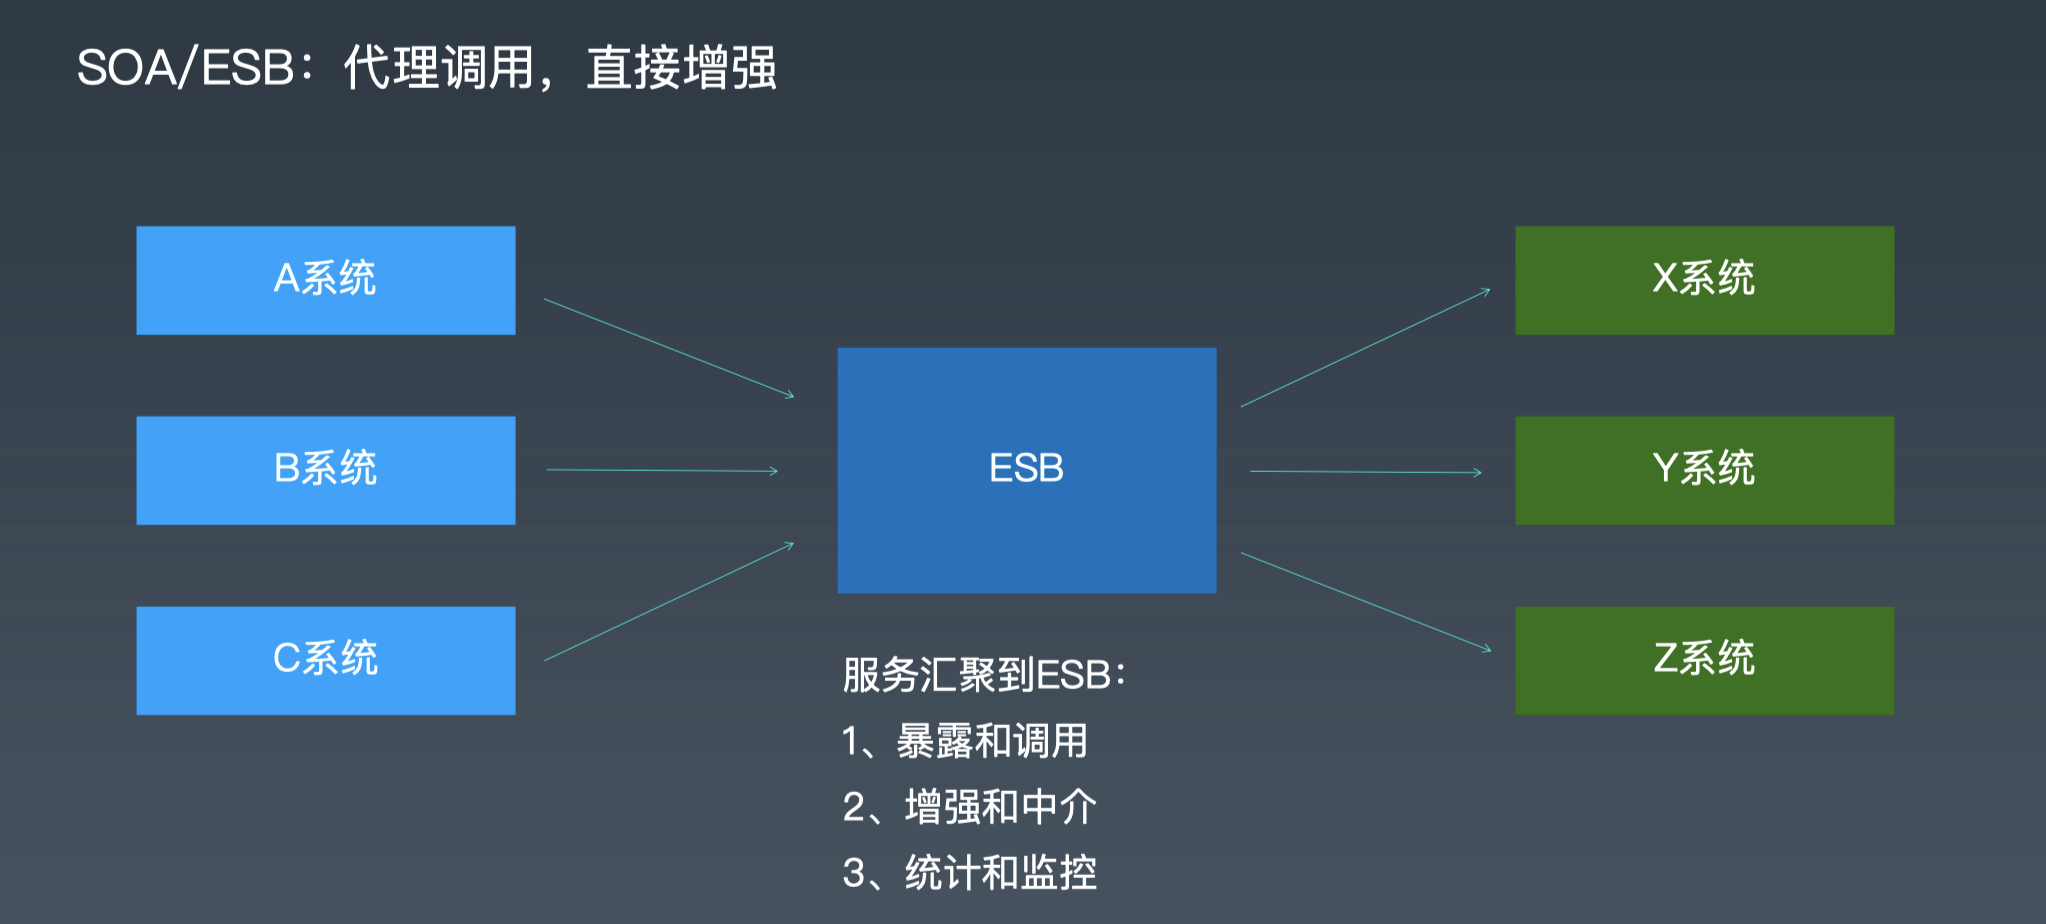 SOA/ESB：代理调用，直接增强
A系统
B系统
C系统
ESB
X系统
Y系统
Z系统
服务汇聚到ESB：
1、暴露和调用
2、增强和中介
3、统计和监控